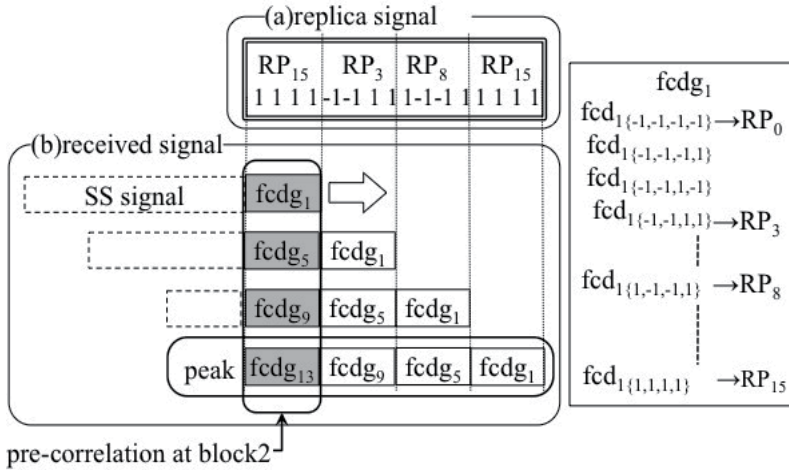 (a)replica signal
RP15 RP3 RP8 RP15
1 1 1 1 -1-1 1 1 1-1-1 1 1 1 1 1
(b)received signal
SS signal fcdg1
fcdg5 fcdg1
fcdg9 fcdg5 fcdg1
peak fcdg13 fcdg9 fcdg5 fcdg1
pre-correlation at block2
fcdg1
fcd1{-1,-1,-1,-1}→RP0
fcd1{-1,-1,-1,1}
fcd1{-1,-1,1,-1}
fcd1{-1,-1,1,1}→RP3
fcd1{1,-1,-1,1} →RP8
fcd1{1,1,1,1} →RP15